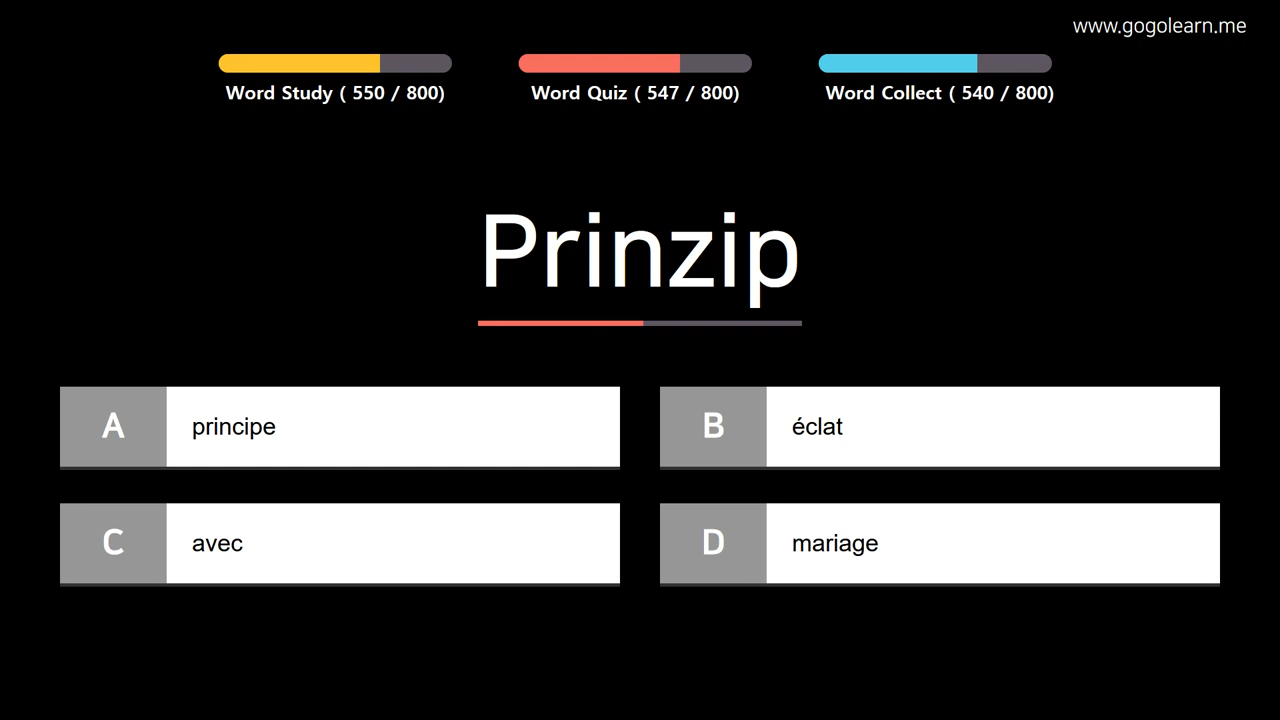 www.gogolearn.me
Word Study ( 550 / 800)
Word Quiz ( 547 / 800)
Word Collect ( 540 / 800)
Prinzip
A principe
B éclat
C avec
D mariage